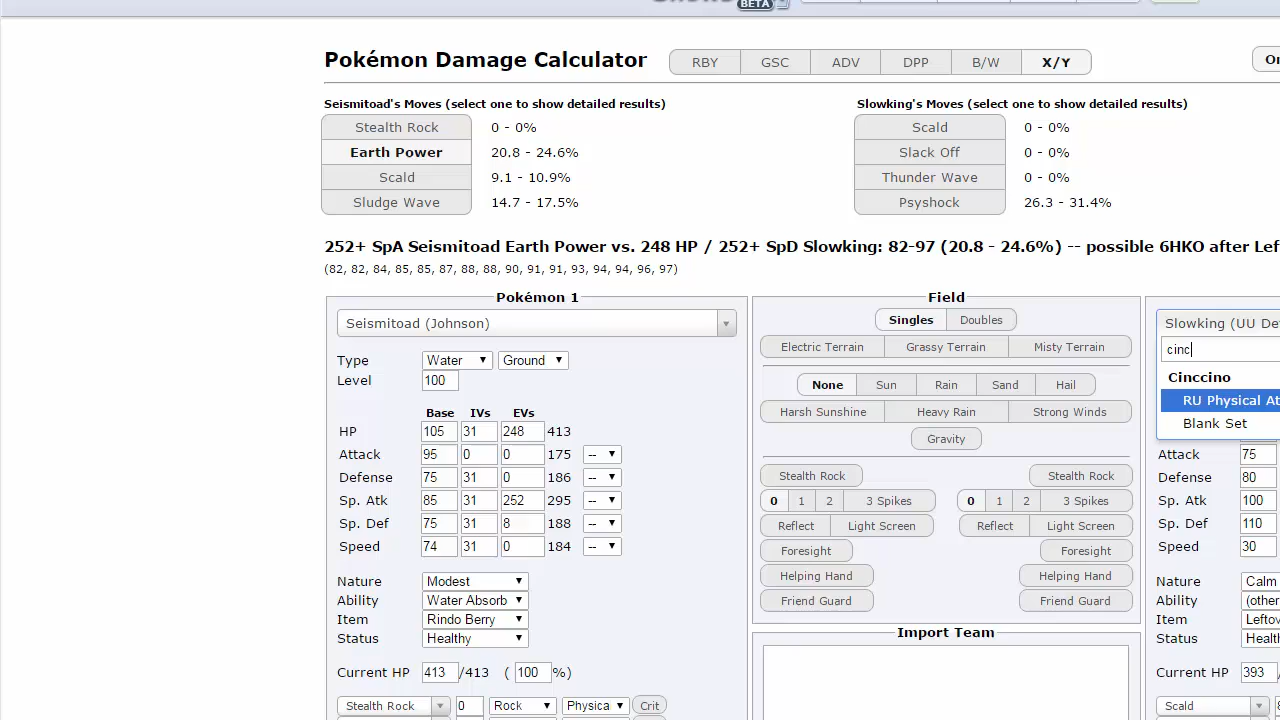 BETA
Pokémon Damage Calculator RBY GSC ADV DPP B/W X/Y
Seismitoad's Moves (select one to show detailed results) Slowking's Moves (select one to show detailed results)
Stealth Rock 0 - 0% Scald 0 - 0%
Earth Power 20.8 - 24.6% Slack Off 0 - 0%
Scald 9.1 - 10.9% Thunder Wave 0 - 0%
Sludge Wave 14.7 - 17.5% Psyshock 26.3 - 31.4%
252+ SpA Seismitoad Earth Power vs. 248 HP / 252+ SpD Slowking: 82-97 (20.8 - 24.6%) -- possible 6HKO after Lef
(82, 82, 84, 85, 85, 87, 88, 88, 90, 91, 91, 93, 94, 94, 96, 97)
Pokémon 1
Seismitoad (Johnson)
Type Water Ground
Level 100
Base IVs EVs
HP 105 31 248 413
Attack 95 0 0 175 --
Defense 75 31 0 186 --
Sp. Atk 85 31 252 295 --
Sp. Def 75 31 8 188 --
Speed 74 31 0 184 --
Nature Modest
Ability Water Absorb
Item Rindo Berry
Status Healthy
Current HP 413 /413 ( 100 %)
Stealth Rock 0 Rock Physica Crit
Field
Singles Doubles
Electric Terrain Grassy Terrain Misty Terrain
None Sun Rain Sand Hail
Harsh Sunshine Heavy Rain Strong Winds
Gravity
Stealth Rock Stealth Rock
0 1 2 3 Spikes 0 1 2 3 Spikes
Reflect Light Screen Reflect Light Screen
Foresight Foresight
Helping Hand Helping Hand
Friend Guard Friend Guard
Import Team
Slowking (UU De
cinc
Cinccino
RU Physical At
Blank Set
Attack 75
Defense 80
Sp. Atk 100
Sp. Def 110
Speed 30
Nature Calm
Ability (other
Item Leftov
Status Health
Current HP 393
Scald